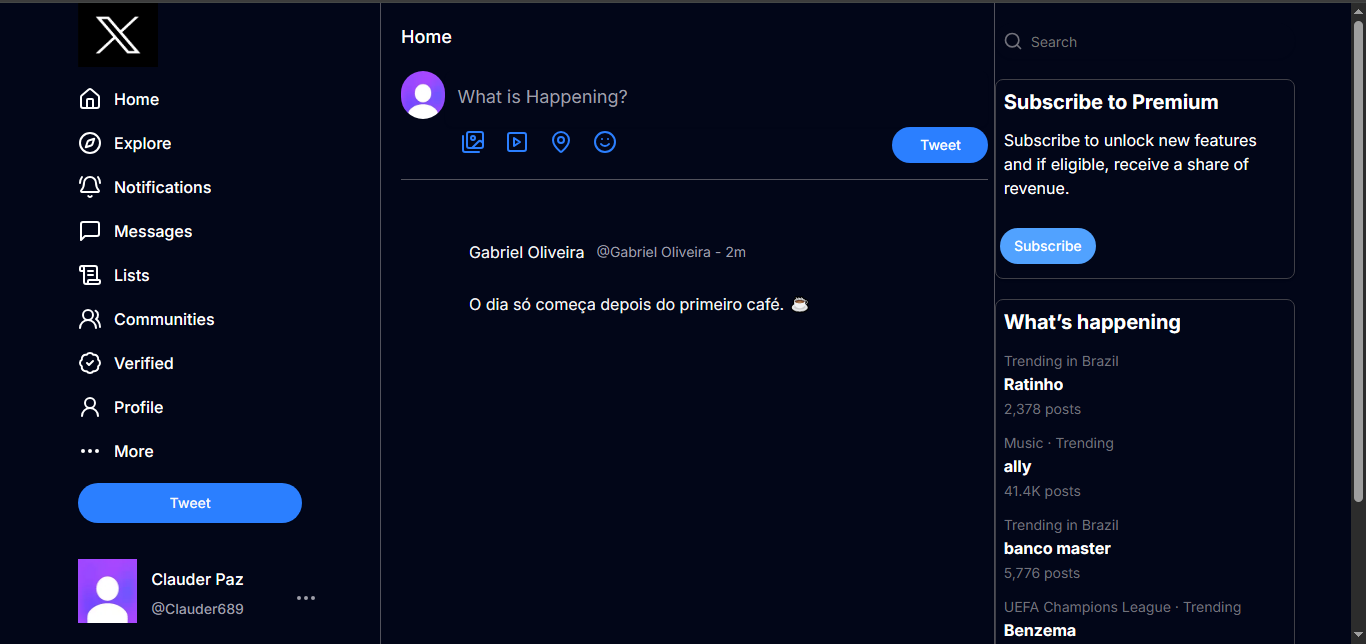 Home
Explore
Notifications
Messages
Lists
Communities
Verified
Profile
More
Tweet
Clauder Paz
@Clauder689
Home
What is Happening?
Tweet
Gabriel Oliveira @Gabriel Oliveira - 2m
O dia só começa depois do primeiro café. ☕
Search
Subscribe to Premium
Subscribe to unlock new features
and if eligible, receive a share of
revenue.
Subscribe
What’s happening
Trending in Brazil
Ratinho
2,378 posts
Music · Trending
ally
41.4K posts
Trending in Brazil
banco master
5,776 posts
UEFA Champions League · Trending
Benzema